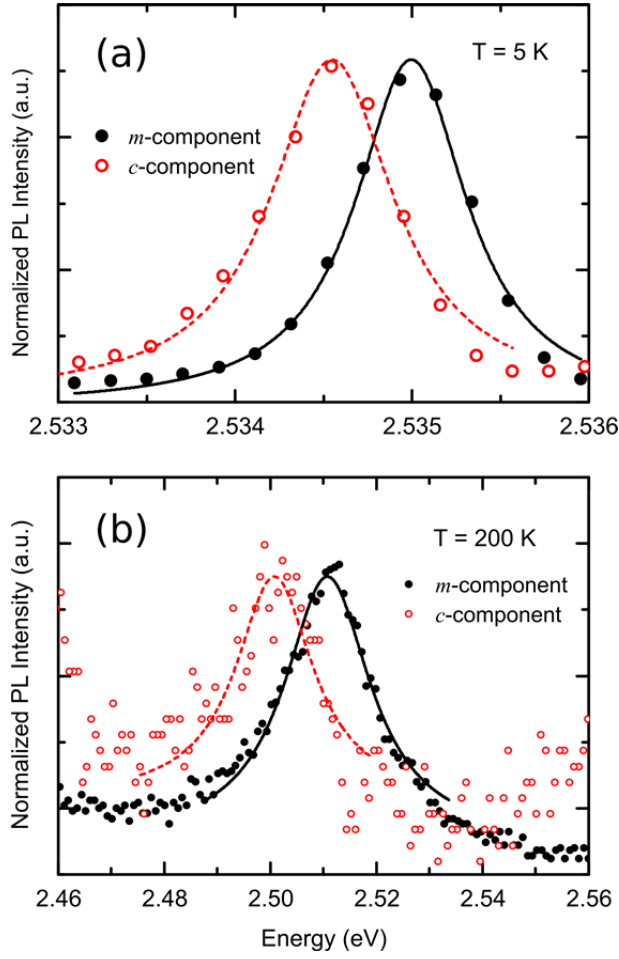 (a)
T = 5 K
m-component
c-component
Normalized PL Intensity (a.u.)
2.533 2.534 2.535 2.536
(b)
T = 200 K
m-component
c-component
Normalized PL Intensity (a.u.)
2.46 2.48 2.50 2.52 2.54 2.56
Energy (eV)